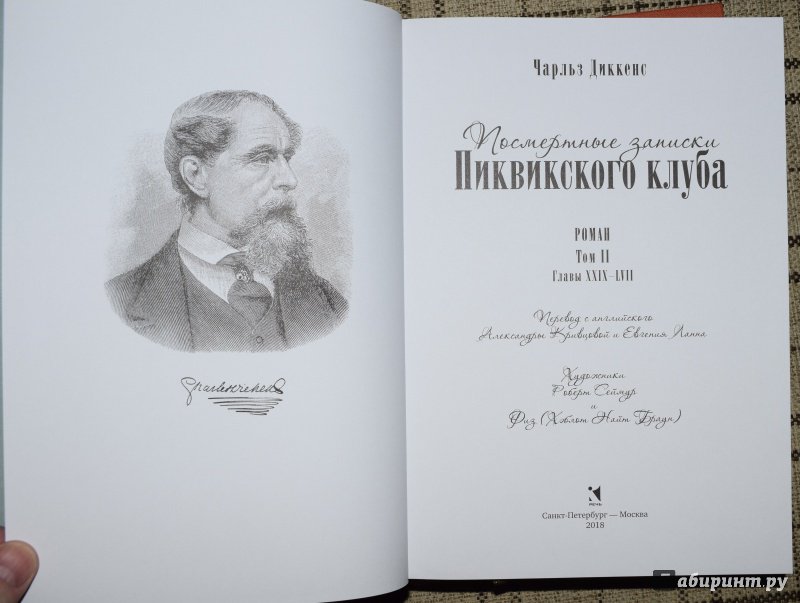 Чарльз Диккенс
Посмертные записки
Пиквикского клуба
РОМАН
Том II
Главы XXIX–LVII
Перевод с английского
Александры Кривцовой и Евгения Ланна
Художники
Роберт Сеймур
и
Физ (Хэблот Найт Браун)
РЕЧЬ
Санкт-Петербург — Москва
2018
Лабиринт.ру